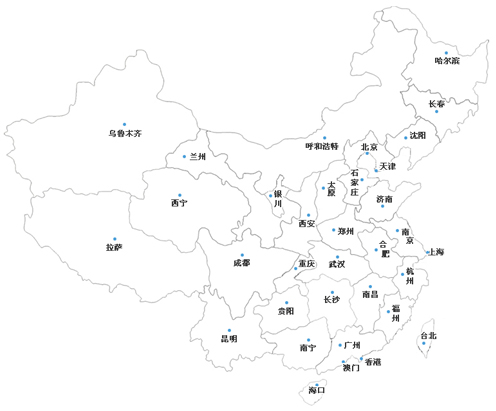 哈尔滨
长春
乌鲁木齐
沈阳
呼和浩特
北京
兰州
天津
石家庄
太原
银川
西宁
济南
西安
郑州
南京
合肥
拉萨
上海
成都
重庆
武汉
杭州
南昌
长沙
贵阳
福州
昆明
台北
南宁
广州
香港
澳门
海口